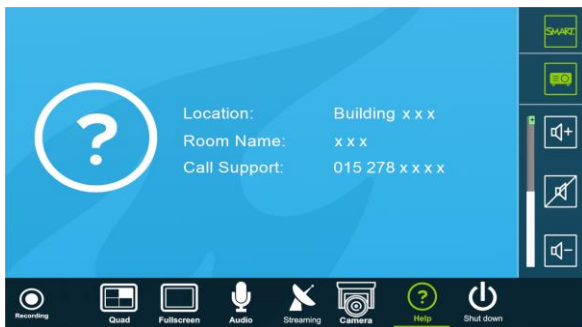 SMART
Location: Building x x x
Room Name: x x x
Call Support: 015 278 x x x x
Recording
Quad
Fullscreen
Audio
Streaming
Camera
Help
Shut down